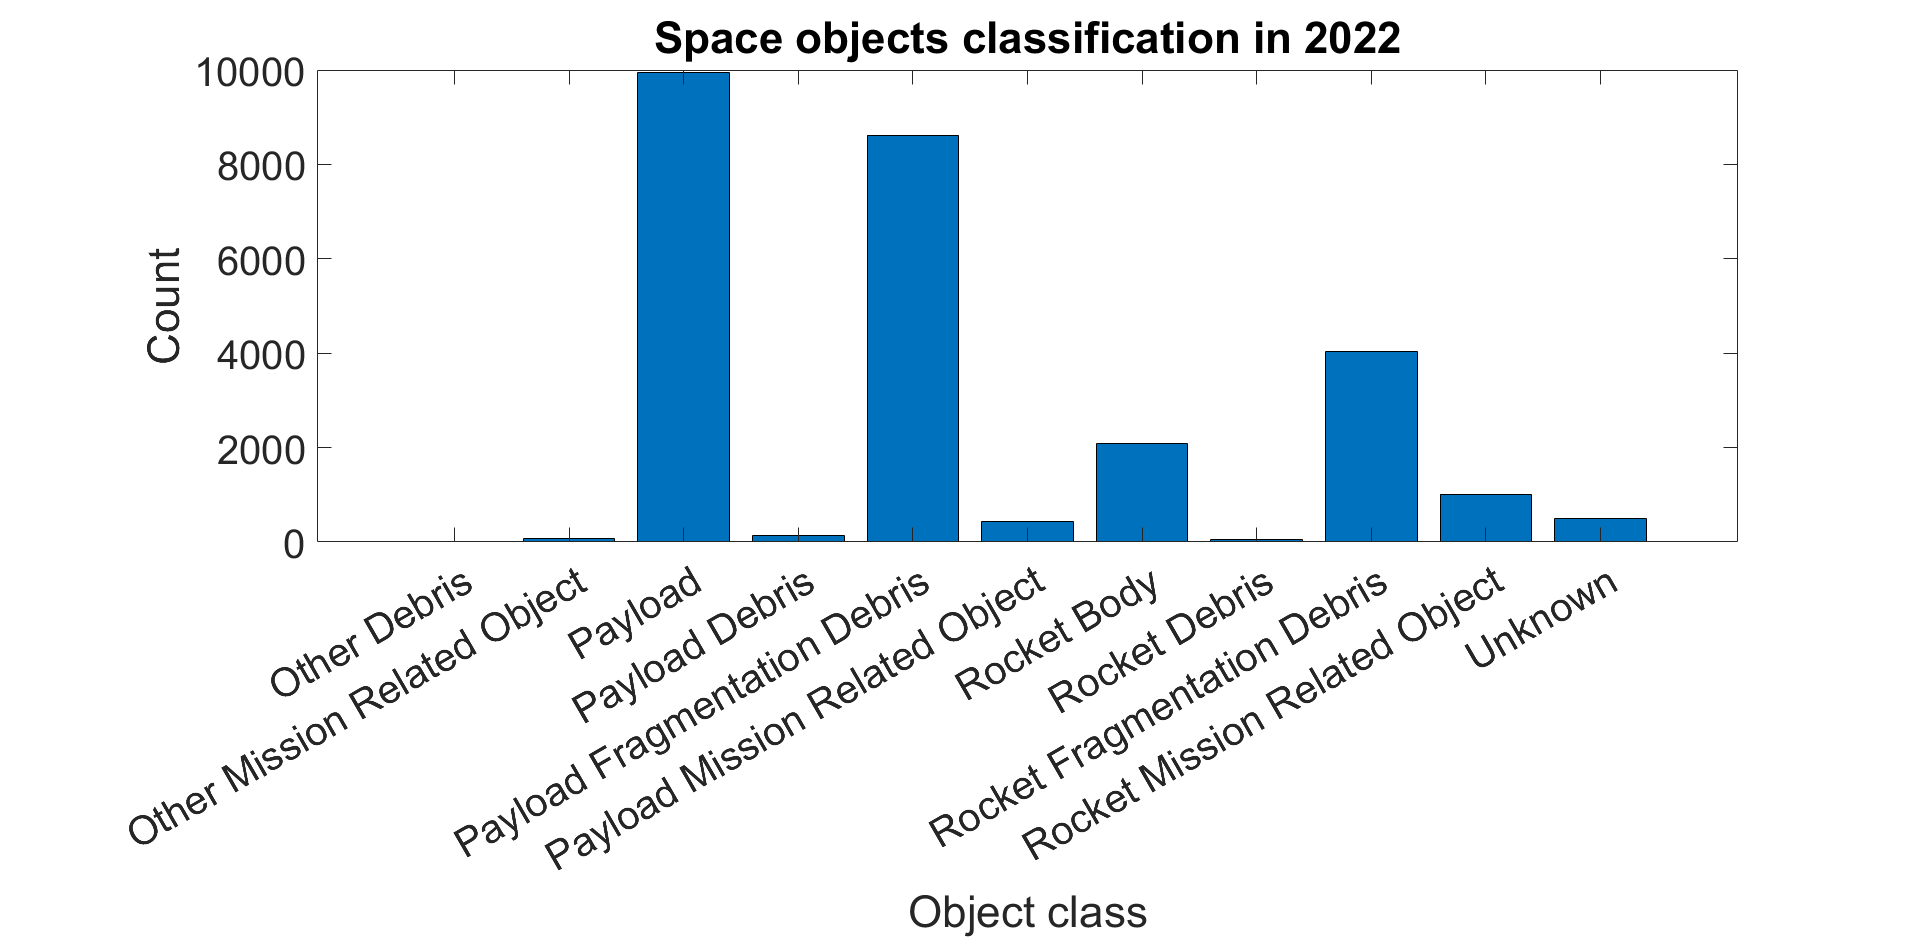 Space objects classification in 2022
10000
8000
6000
4000
2000
0
Count
Other Debris
Other Mission Related Object
Payload
Payload Debris
Payload Fragmentation Debris
Payload Mission Related Object
Rocket Body
Rocket Debris
Rocket Fragmentation Debris
Rocket Mission Related Object
Unknown
Object class